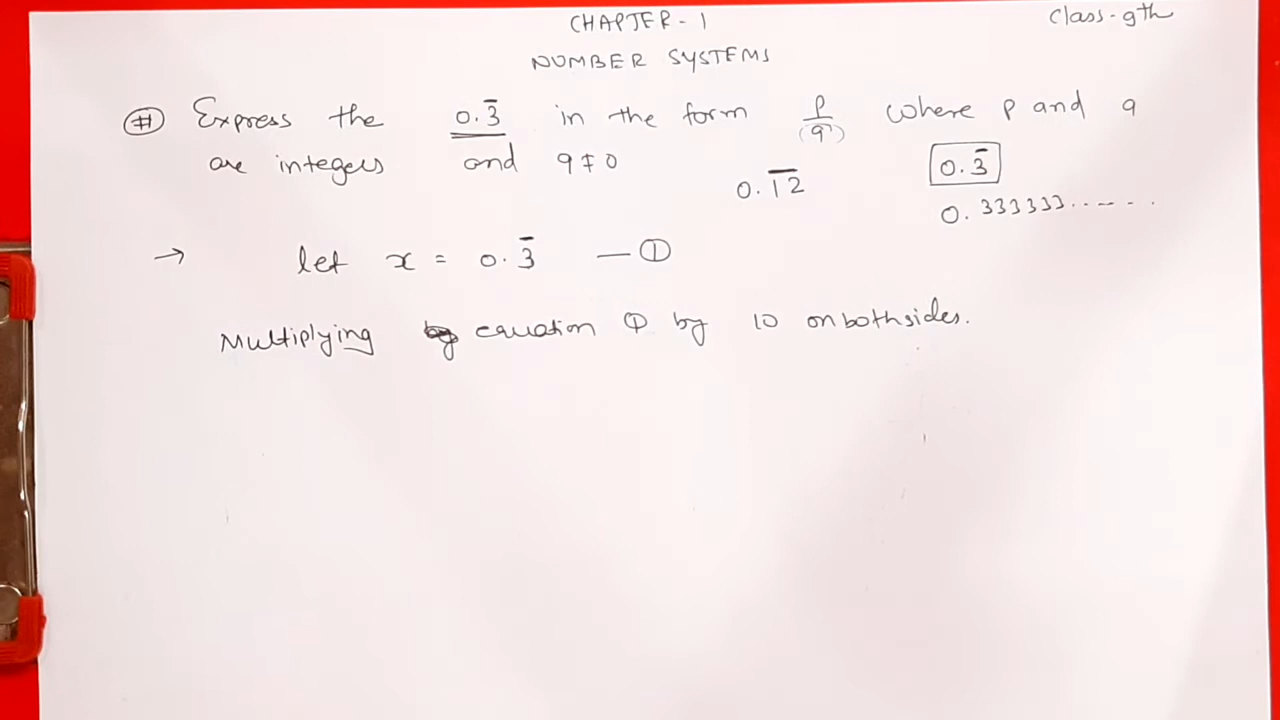 CHAPTER-1
Class-9th
NUMBER SYSTEMS
# Express the 0.3̅ in the form p/(q) where p and q
are integers and q≠0
0.1̅2̅
0.3̅
0.333333......
→ let x = 0.3̅ — ①
Multiplying equation ① by 10 on both sides.